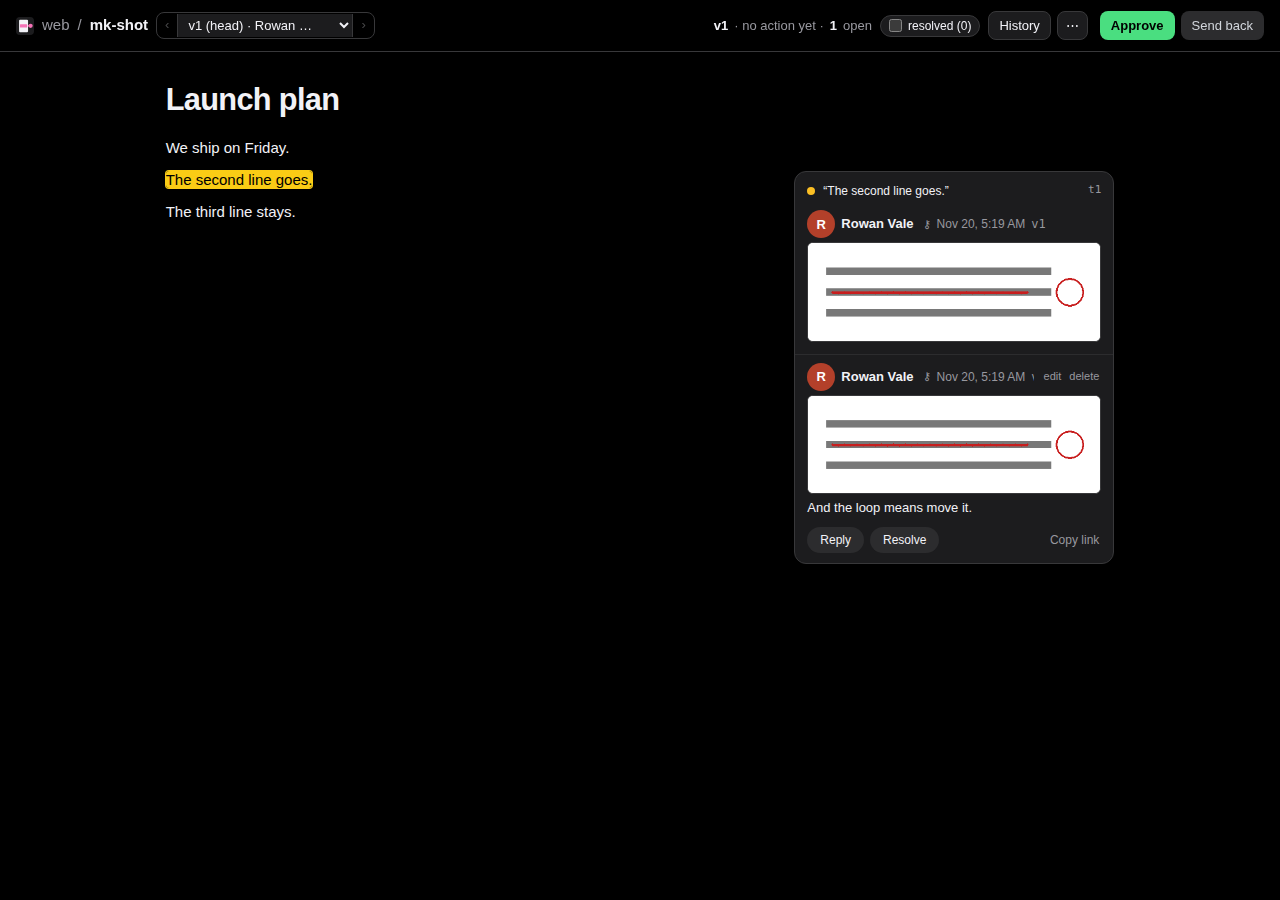 web / mk-shot ‹ v1 (head) · Rowan … › v1 · no action yet · 1 open resolved (0) History ··· Approve Send back
Launch plan
We ship on Friday.
The second line goes.
The third line stays.
“The second line goes.” t1
R Rowan Vale Nov 20, 5:19 AM v1
R Rowan Vale Nov 20, 5:19 AM edit delete
And the loop means move it.
Reply Resolve Copy link